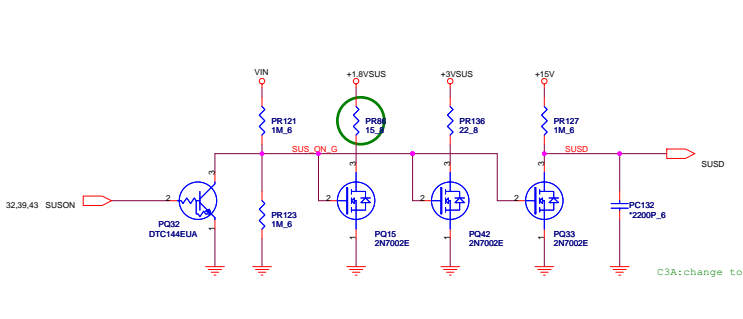 VIN
+1.8VSUS
+3VSUS
+15V
PR121
1M_6
PR86
15_8
PR136
22_8
PR127
1M_6
SUS_ON_G
SUSD
SUSD
3
3
3
3
32,39,43 SUSON
2
2
2
2
PR123
1M_6
PC132
*2200P_6
1
1
1
1
PQ32
DTC144EUA
PQ15
2N7002E
PQ42
2N7002E
PQ33
2N7002E
C3A:change to